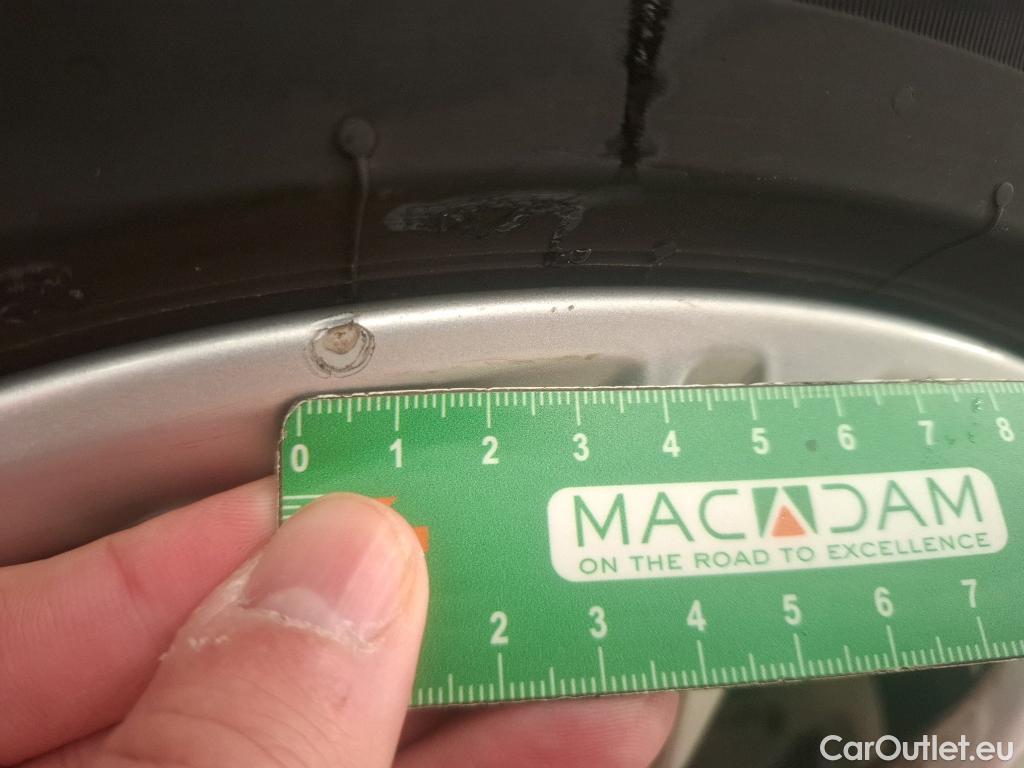 0 1 2 3 4 5 6 7 8
MACADAM
ON THE ROAD TO EXCELLENCE
2 3 4 5 6 7
CarOutlet.eu